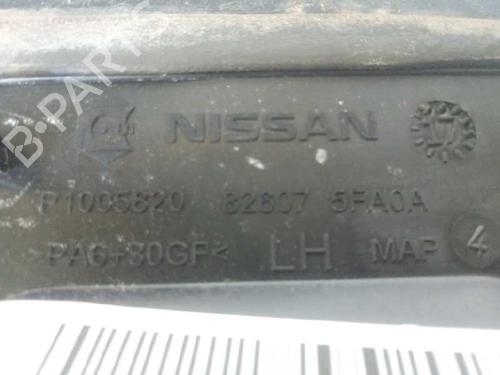 B-PARTS
NISSAN
P1005820 82607 5FA0A
>PA6+30GF< LH MAP 4